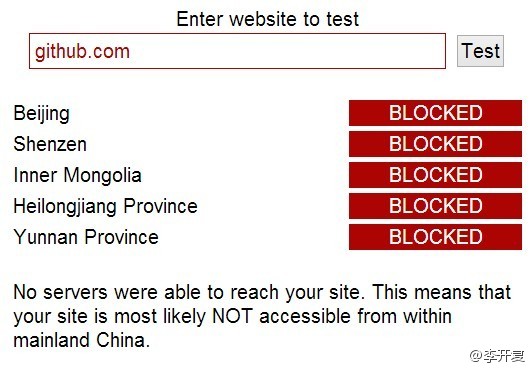 Enter website to test
github.com Test
Beijing BLOCKED
Shenzen BLOCKED
Inner Mongolia BLOCKED
Heilongjiang Province BLOCKED
Yunnan Province BLOCKED
No servers were able to reach your site. This means that
your site is most likely NOT accessible from within
mainland China.
@李开复